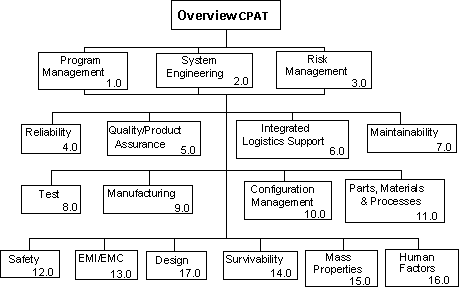 Overview CPAT
Program
Management
1.0
System
Engineering
2.0
Risk
Management
3.0
Reliability
4.0
Quality/Product
Assurance
5.0
Integrated
Logistics Support
6.0
Maintainability
7.0
Test
8.0
Manufacturing
9.0
Configuration
Management
10.0
Parts, Materials
& Processes
11.0
Safety
12.0
EMI/EMC
13.0
Design
17.0
Survivability
14.0
Mass
Properties
15.0
Human
Factors
16.0